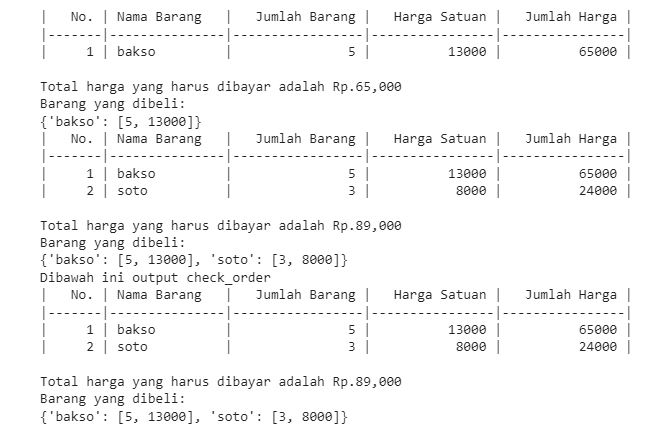 |   No. | Nama Barang   |   Jumlah Barang |   Harga Satuan |   Jumlah Harga |
|-------|---------------|-----------------|----------------|----------------|
|     1 | bakso         |               5 |          13000 |          65000 |
Total harga yang harus dibayar adalah Rp.65,000
Barang yang dibeli:
{'bakso': [5, 13000]}
|   No. | Nama Barang   |   Jumlah Barang |   Harga Satuan |   Jumlah Harga |
|-------|---------------|-----------------|----------------|----------------|
|     1 | bakso         |               5 |          13000 |          65000 |
|     2 | soto          |               3 |           8000 |          24000 |
Total harga yang harus dibayar adalah Rp.89,000
Barang yang dibeli:
{'bakso': [5, 13000], 'soto': [3, 8000]}
Dibawah ini output check_order
|   No. | Nama Barang   |   Jumlah Barang |   Harga Satuan |   Jumlah Harga |
|-------|---------------|-----------------|----------------|----------------|
|     1 | bakso         |               5 |          13000 |          65000 |
|     2 | soto          |               3 |           8000 |          24000 |
Total harga yang harus dibayar adalah Rp.89,000
Barang yang dibeli:
{'bakso': [5, 13000], 'soto': [3, 8000]}